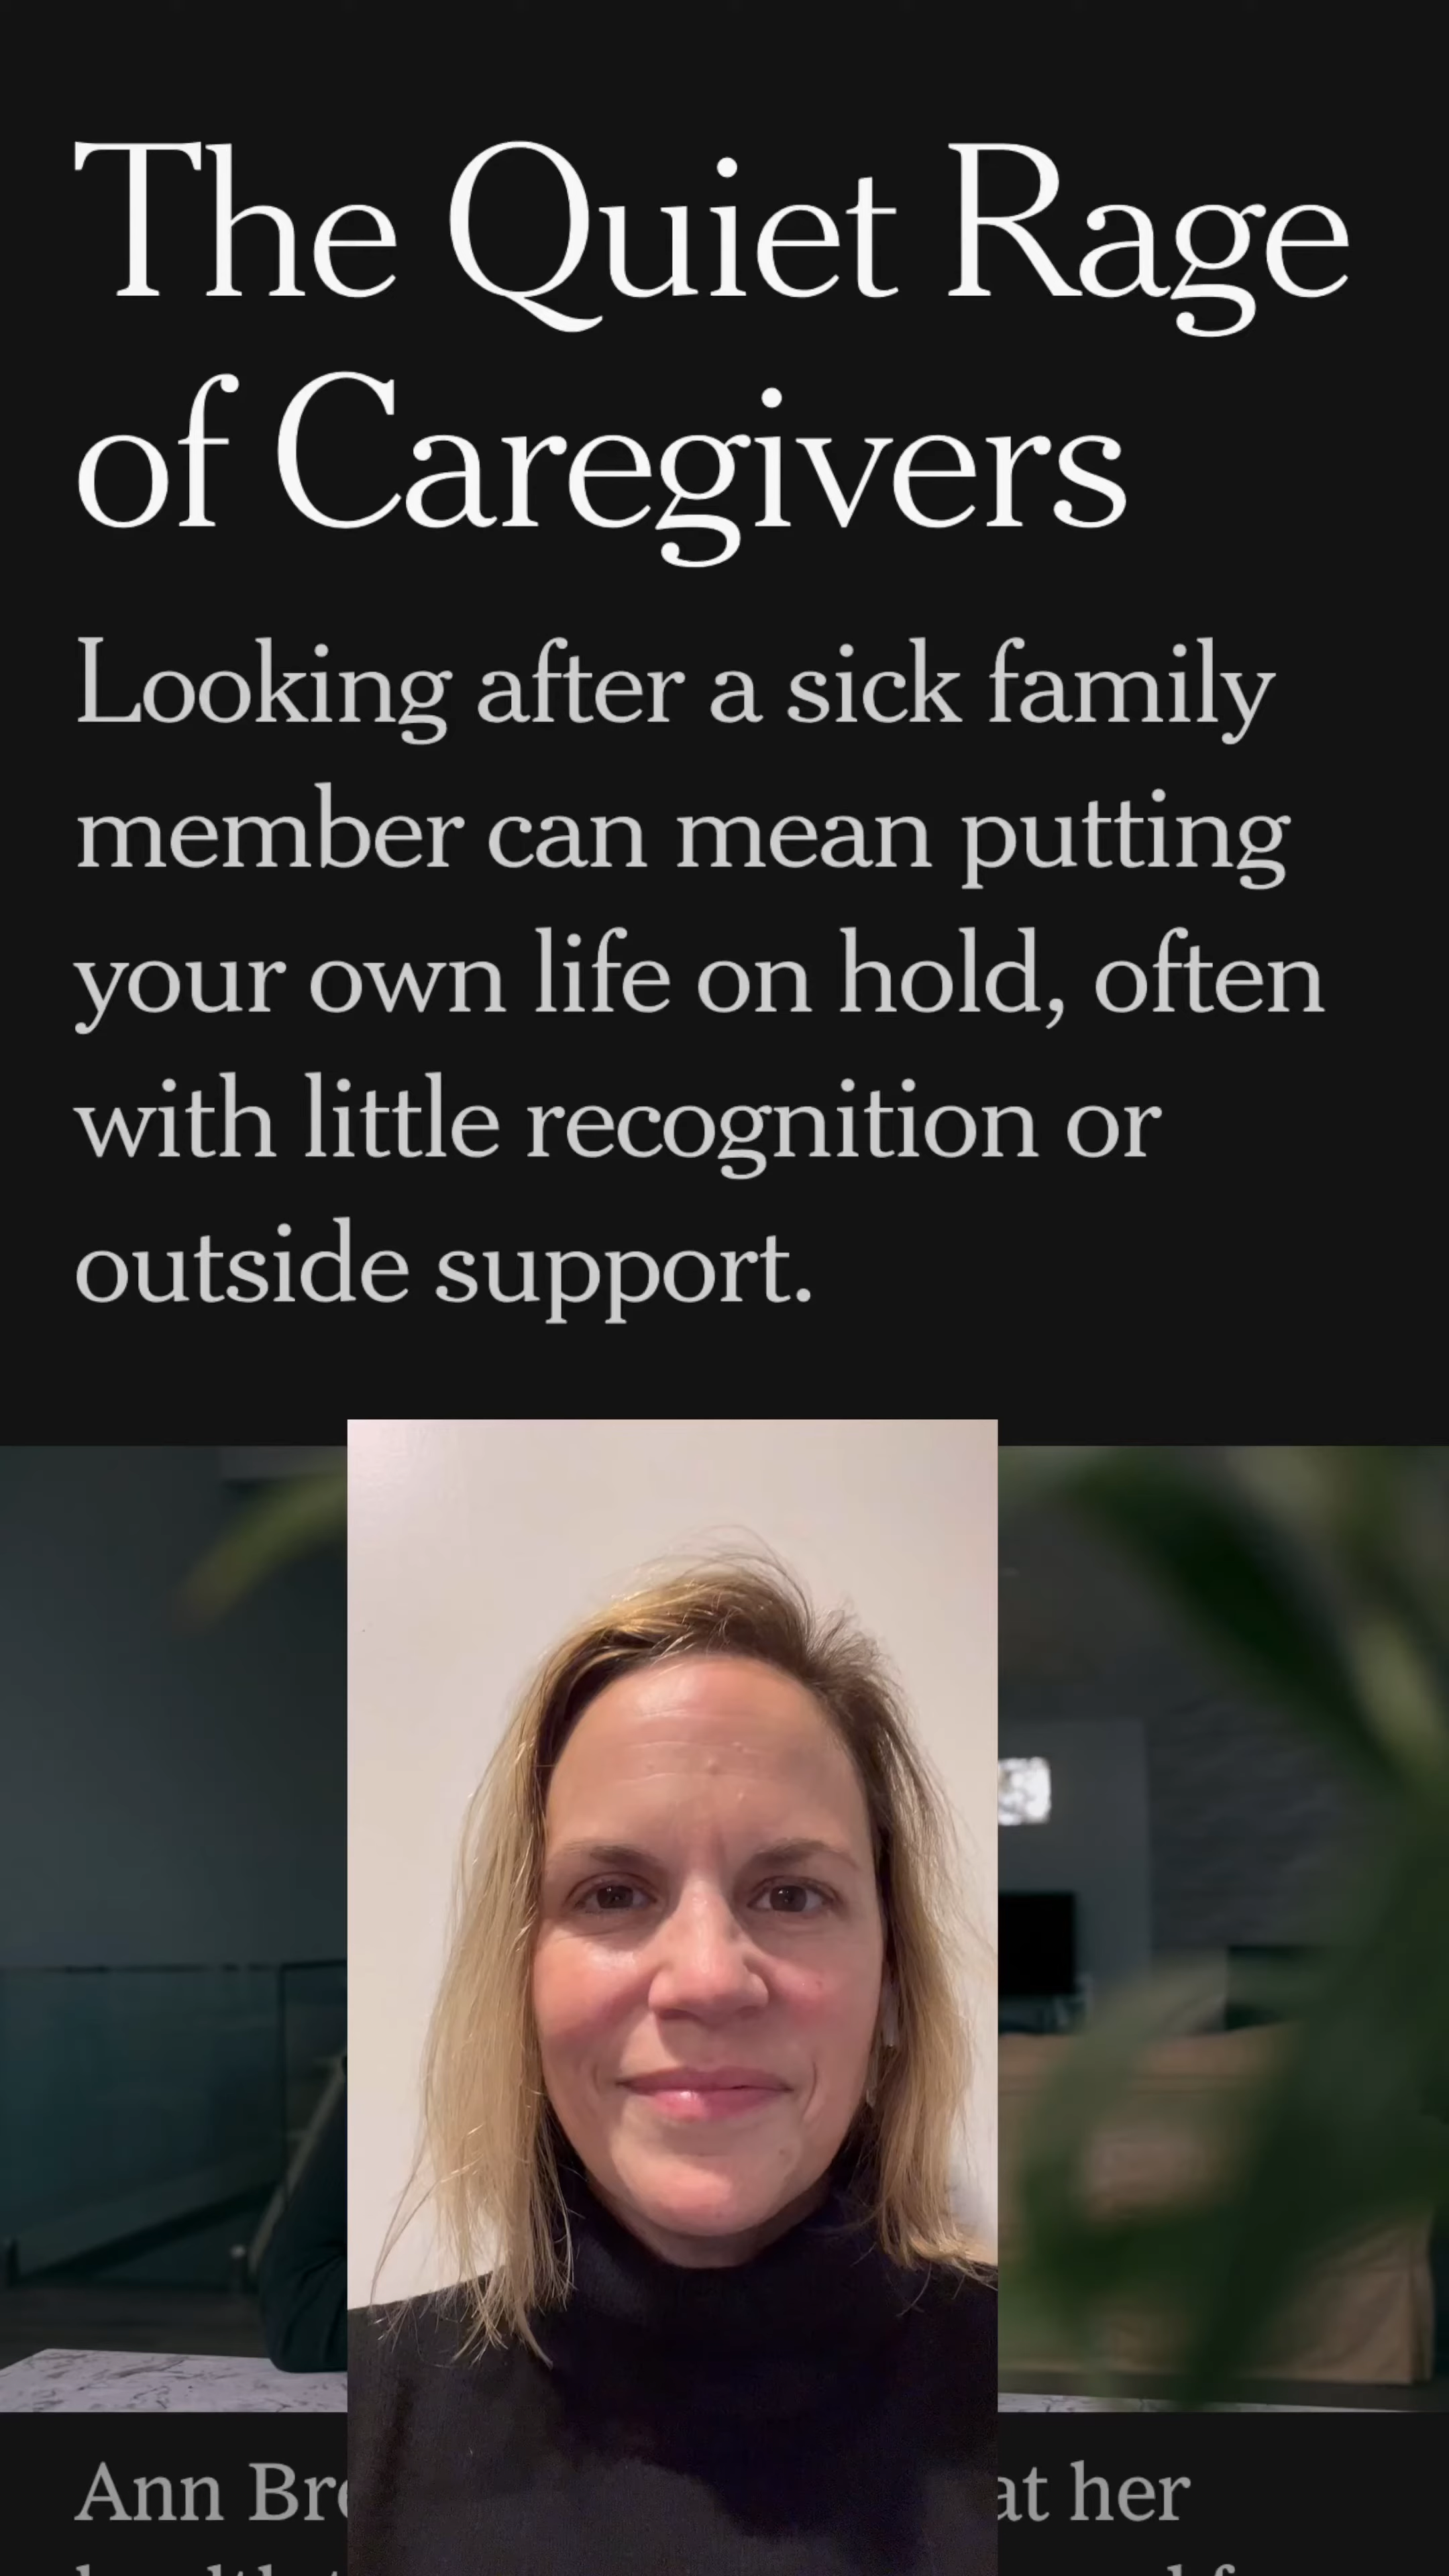 The Quiet Rage
of Caregivers
Looking after a sick family
member can mean putting
your own life on hold, often
with little recognition or
outside support.
Ann at her